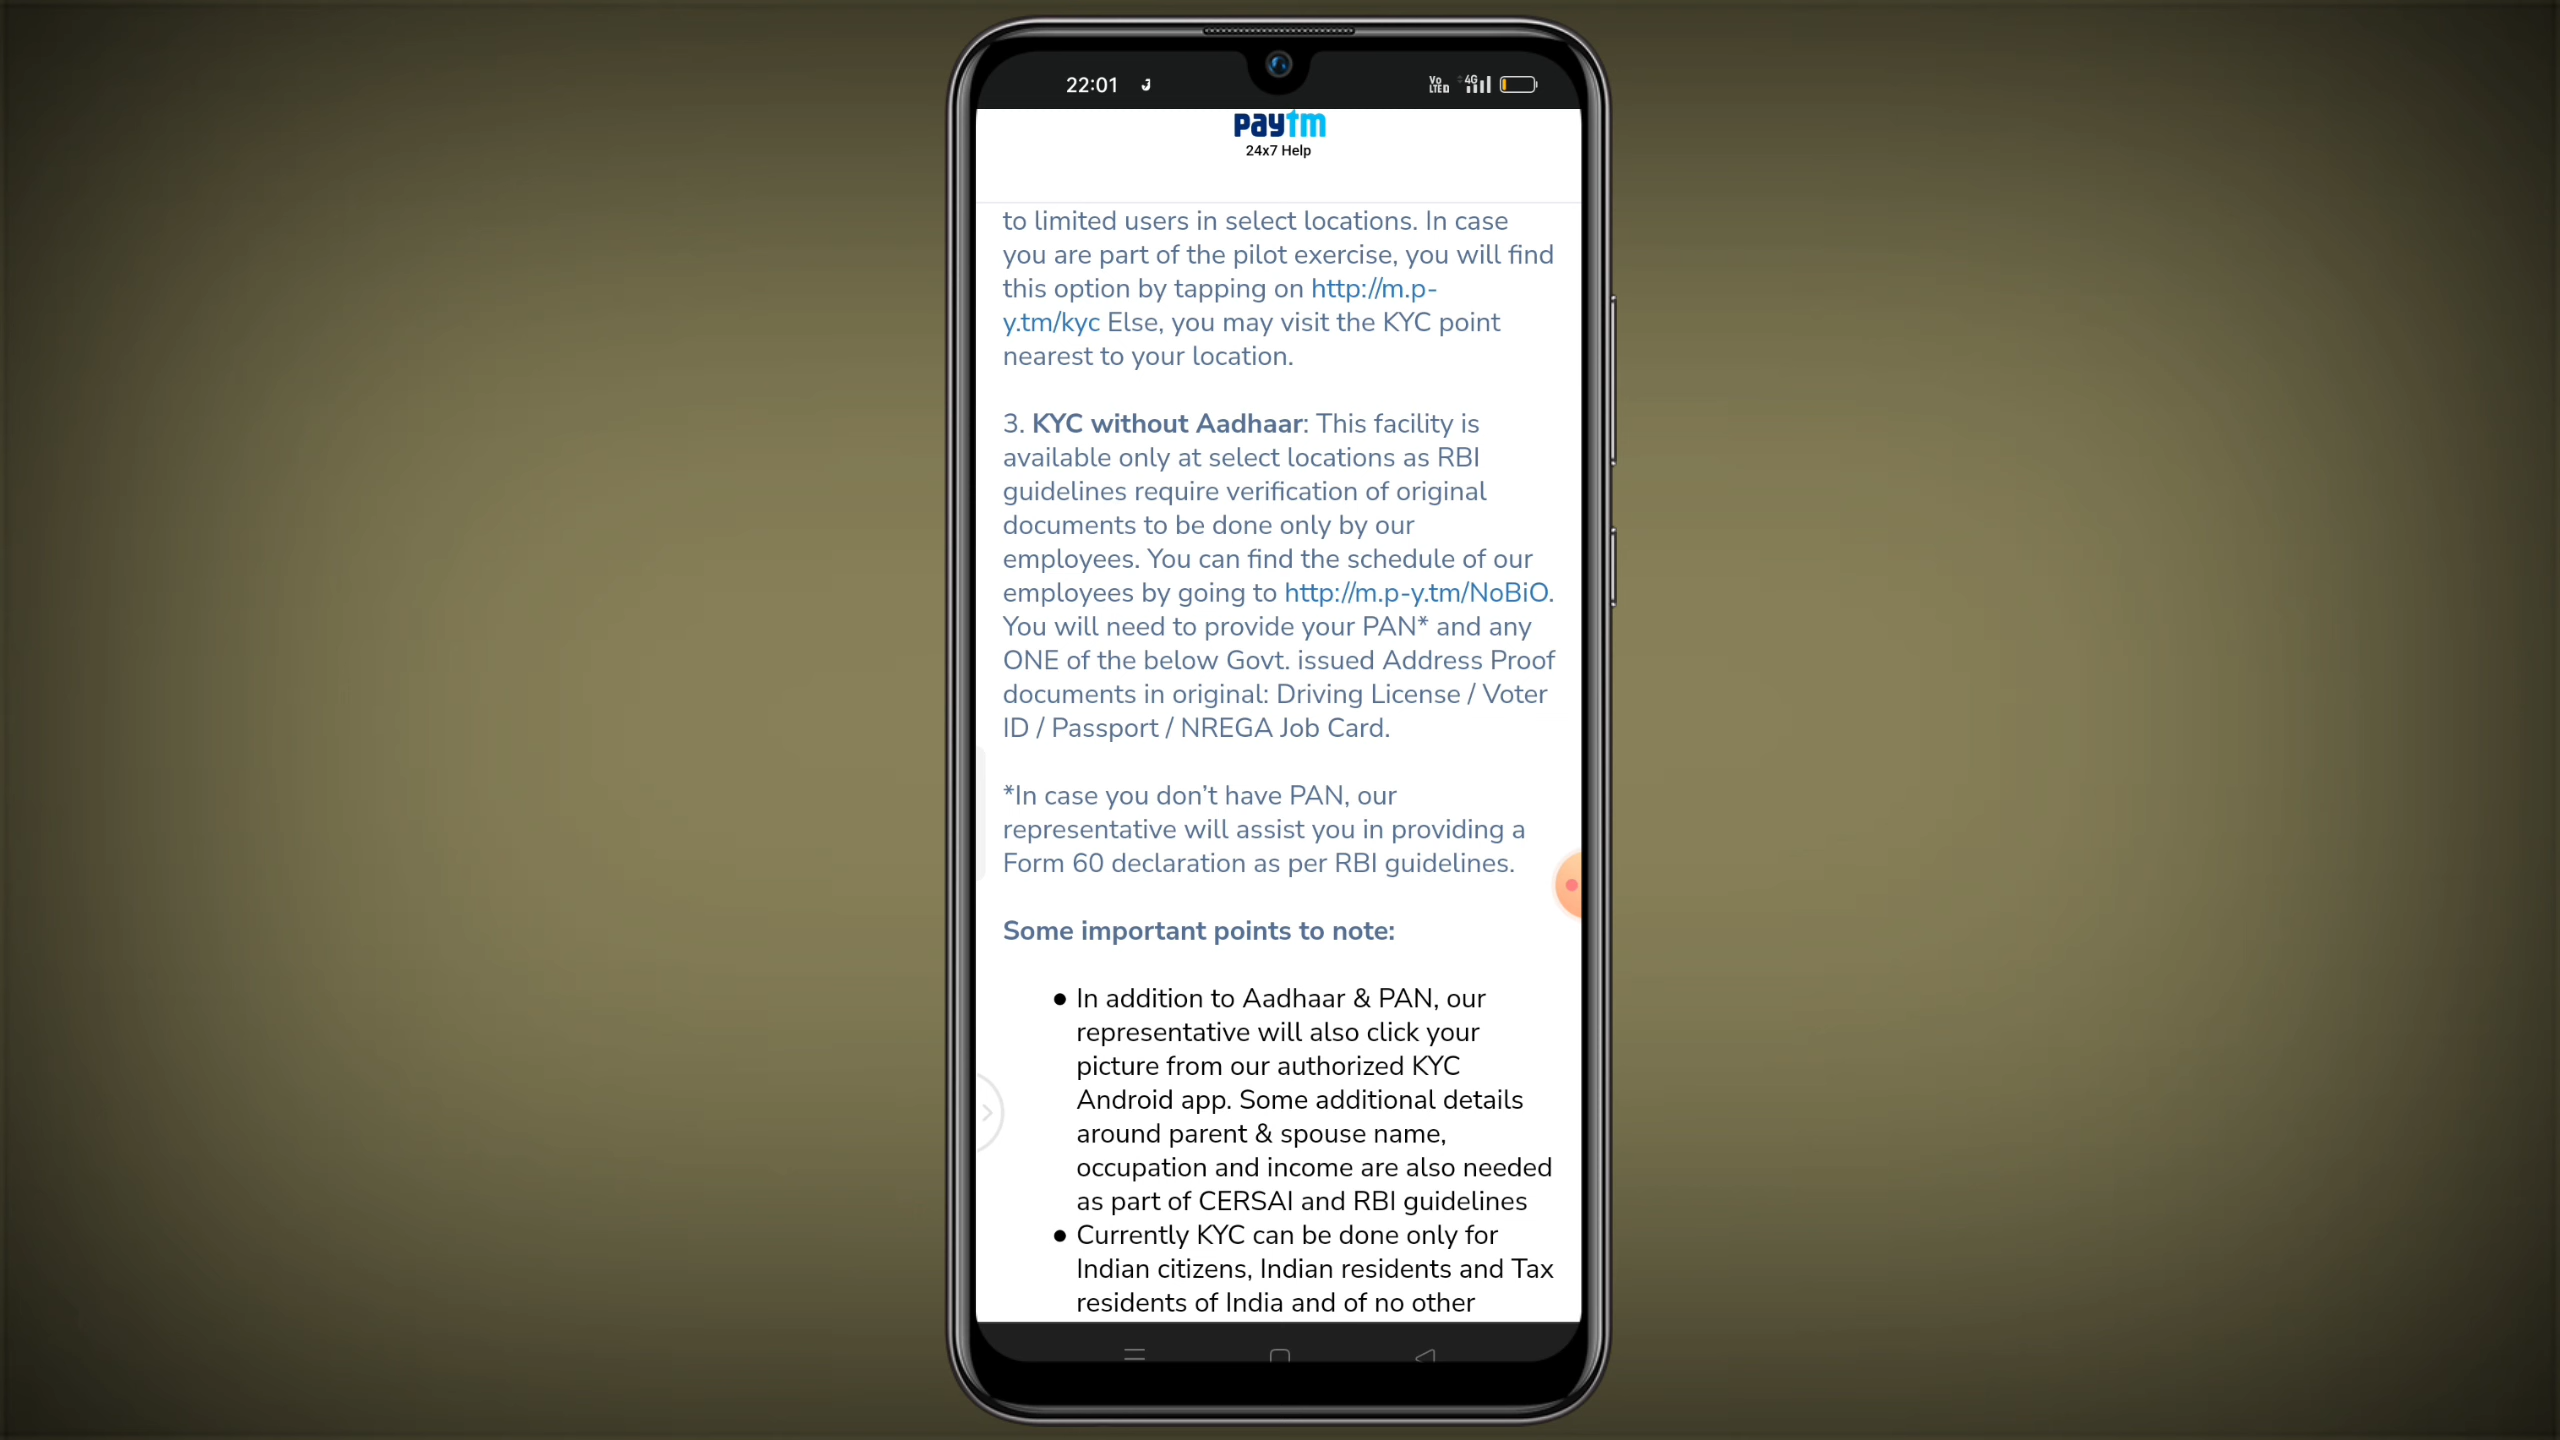 22:01
Vo LTE 4G
paytm
24x7 Help
to limited users in select locations. In case
you are part of the pilot exercise, you will find
this option by tapping on http://m.p-
y.tm/kyc Else, you may visit the KYC point
nearest to your location.
3. KYC without Aadhaar: This facility is
available only at select locations as RBI
guidelines require verification of original
documents to be done only by our
employees. You can find the schedule of our
employees by going to http://m.p-y.tm/NoBiO.
You will need to provide your PAN* and any
ONE of the below Govt. issued Address Proof
documents in original: Driving License / Voter
ID / Passport / NREGA Job Card.
*In case you don’t have PAN, our
representative will assist you in providing a
Form 60 declaration as per RBI guidelines.
Some important points to note:
● In addition to Aadhaar & PAN, our
representative will also click your
picture from our authorized KYC
Android app. Some additional details
around parent & spouse name,
occupation and income are also needed
as part of CERSAI and RBI guidelines
● Currently KYC can be done only for
Indian citizens, Indian residents and Tax
residents of India and of no other